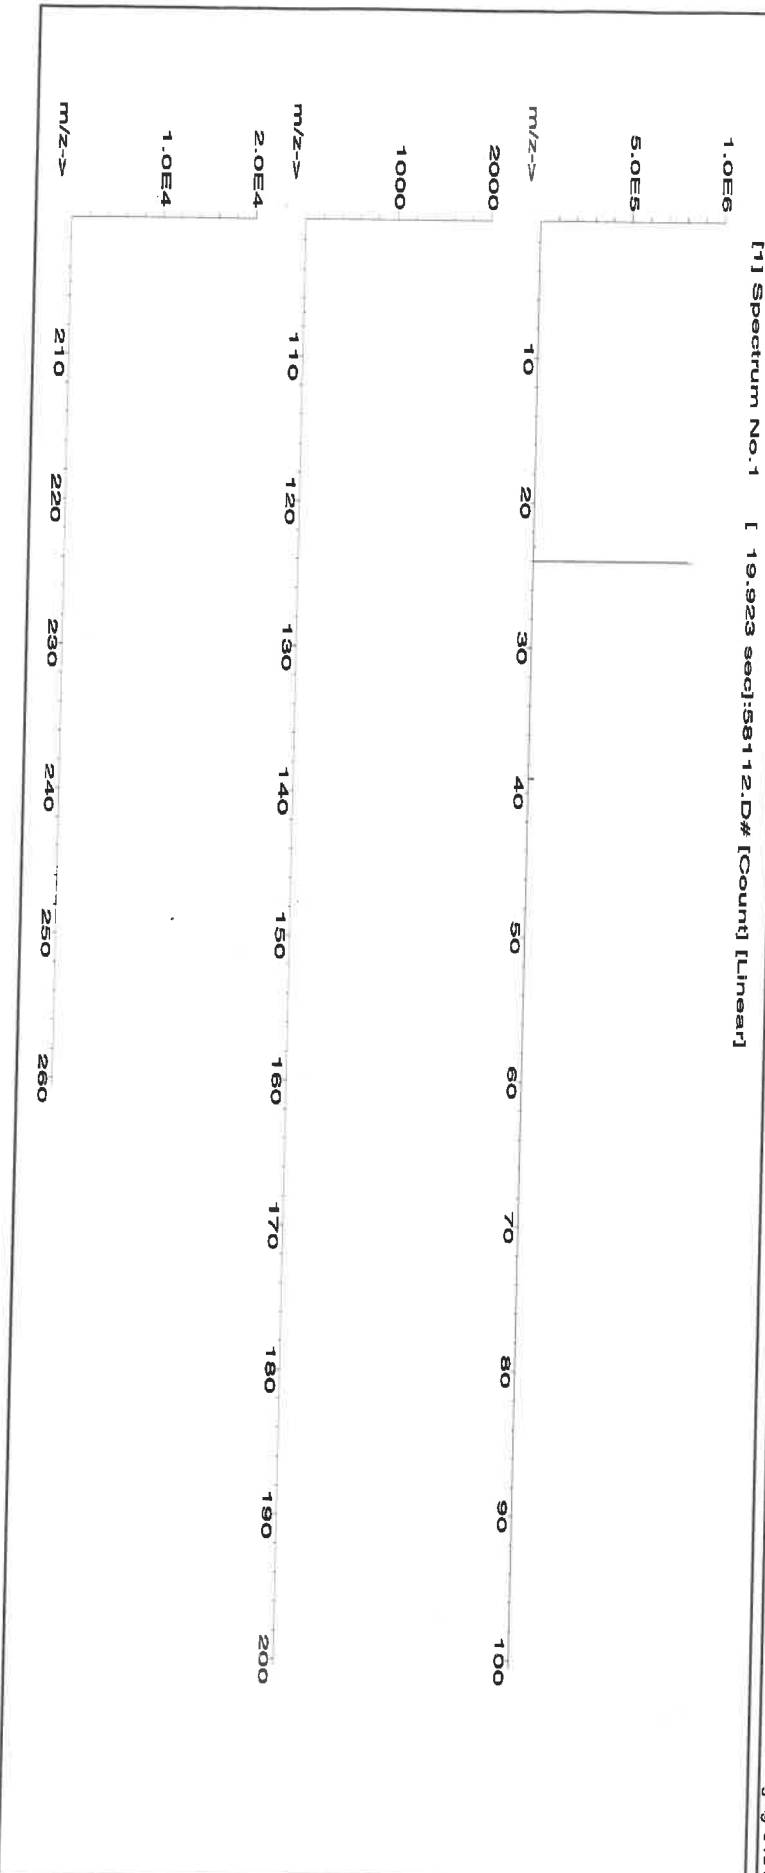 [1] Spectrum No.1 [ 19.923 sec]:58112.D# [Count] [Linear]
1.0E6
5.0E5
m/z->
10 20 30 40 50 60 70 80 90 100
2000
1000
m/z->
110 120 130 140 150 160 170 180 190 200
2.0E4
1.0E4
m/z->
210 220 230 240 250 260